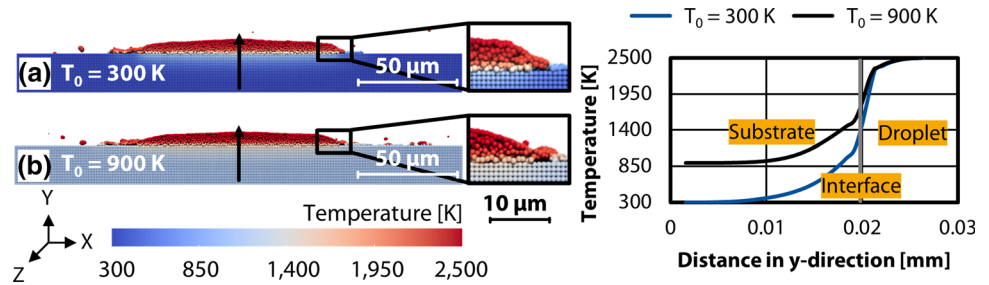 (a) T₀ = 300 K
50 µm
(b) T₀ = 900 K
50 µm
10 µm
Y
X
Z
Temperature [K]
300 850 1,400 1,950 2,500
T₀ = 300 K T₀ = 900 K
Temperature [K]
2500
1950
1400
850
300
Substrate
Droplet
Interface
0 0.01 0.02 0.03
Distance in y-direction [mm]